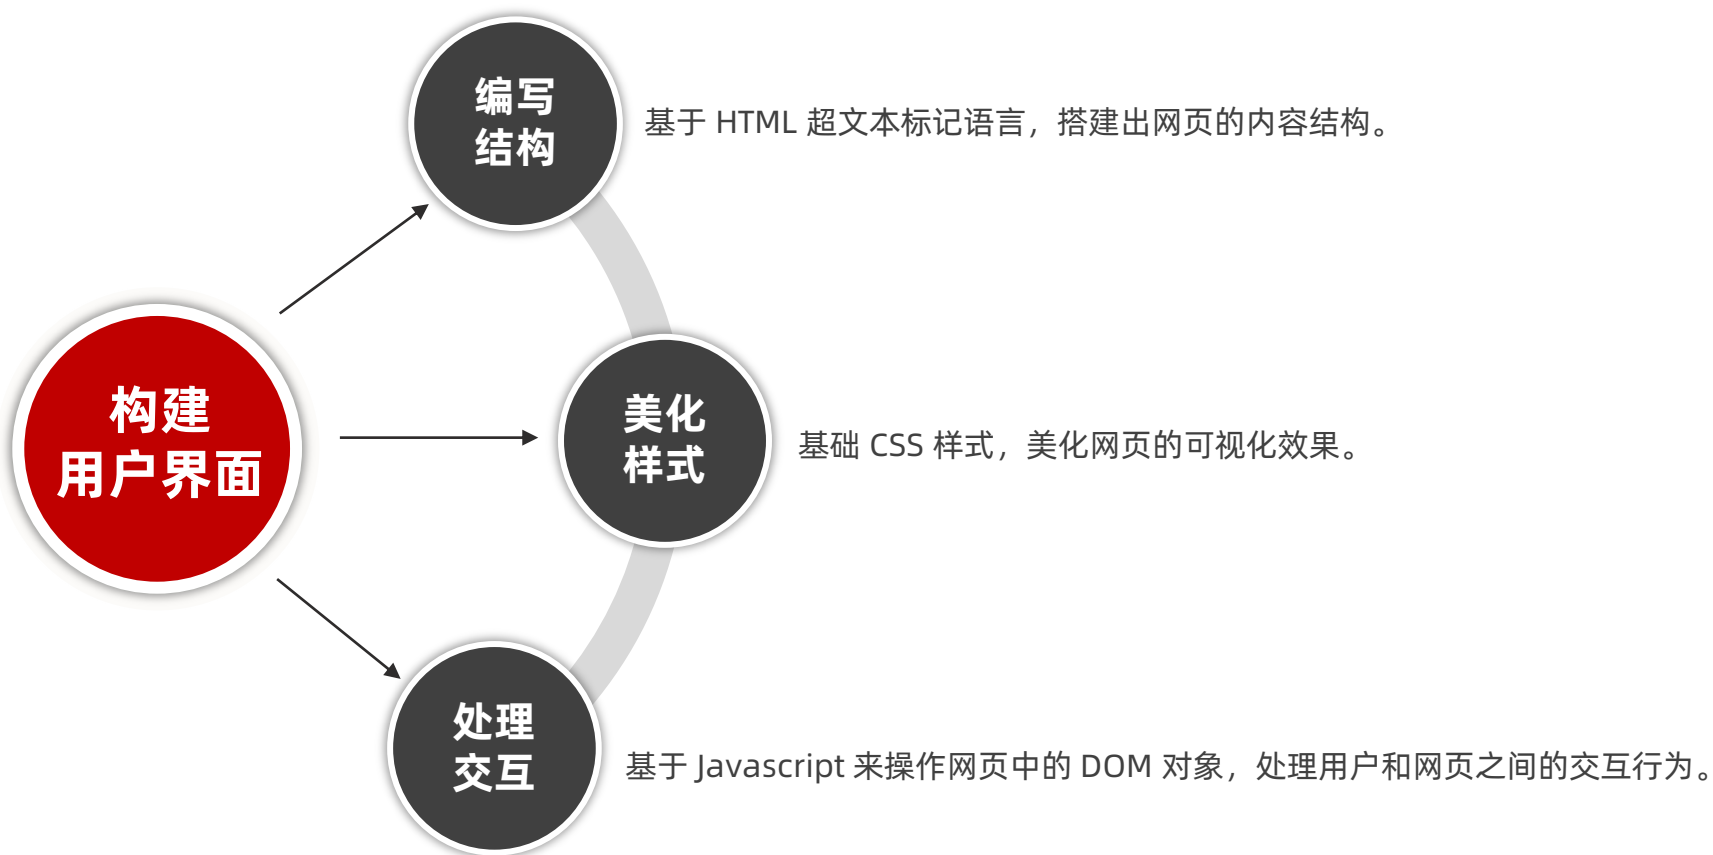 编写
结构
基于 HTML 超文本标记语言，搭建出网页的内容结构。
构建
用户界面
美化
样式
基础 CSS 样式，美化网页的可视化效果。
处理
交互
基于 Javascript 来操作网页中的 DOM 对象，处理用户和网页之间的交互行为。